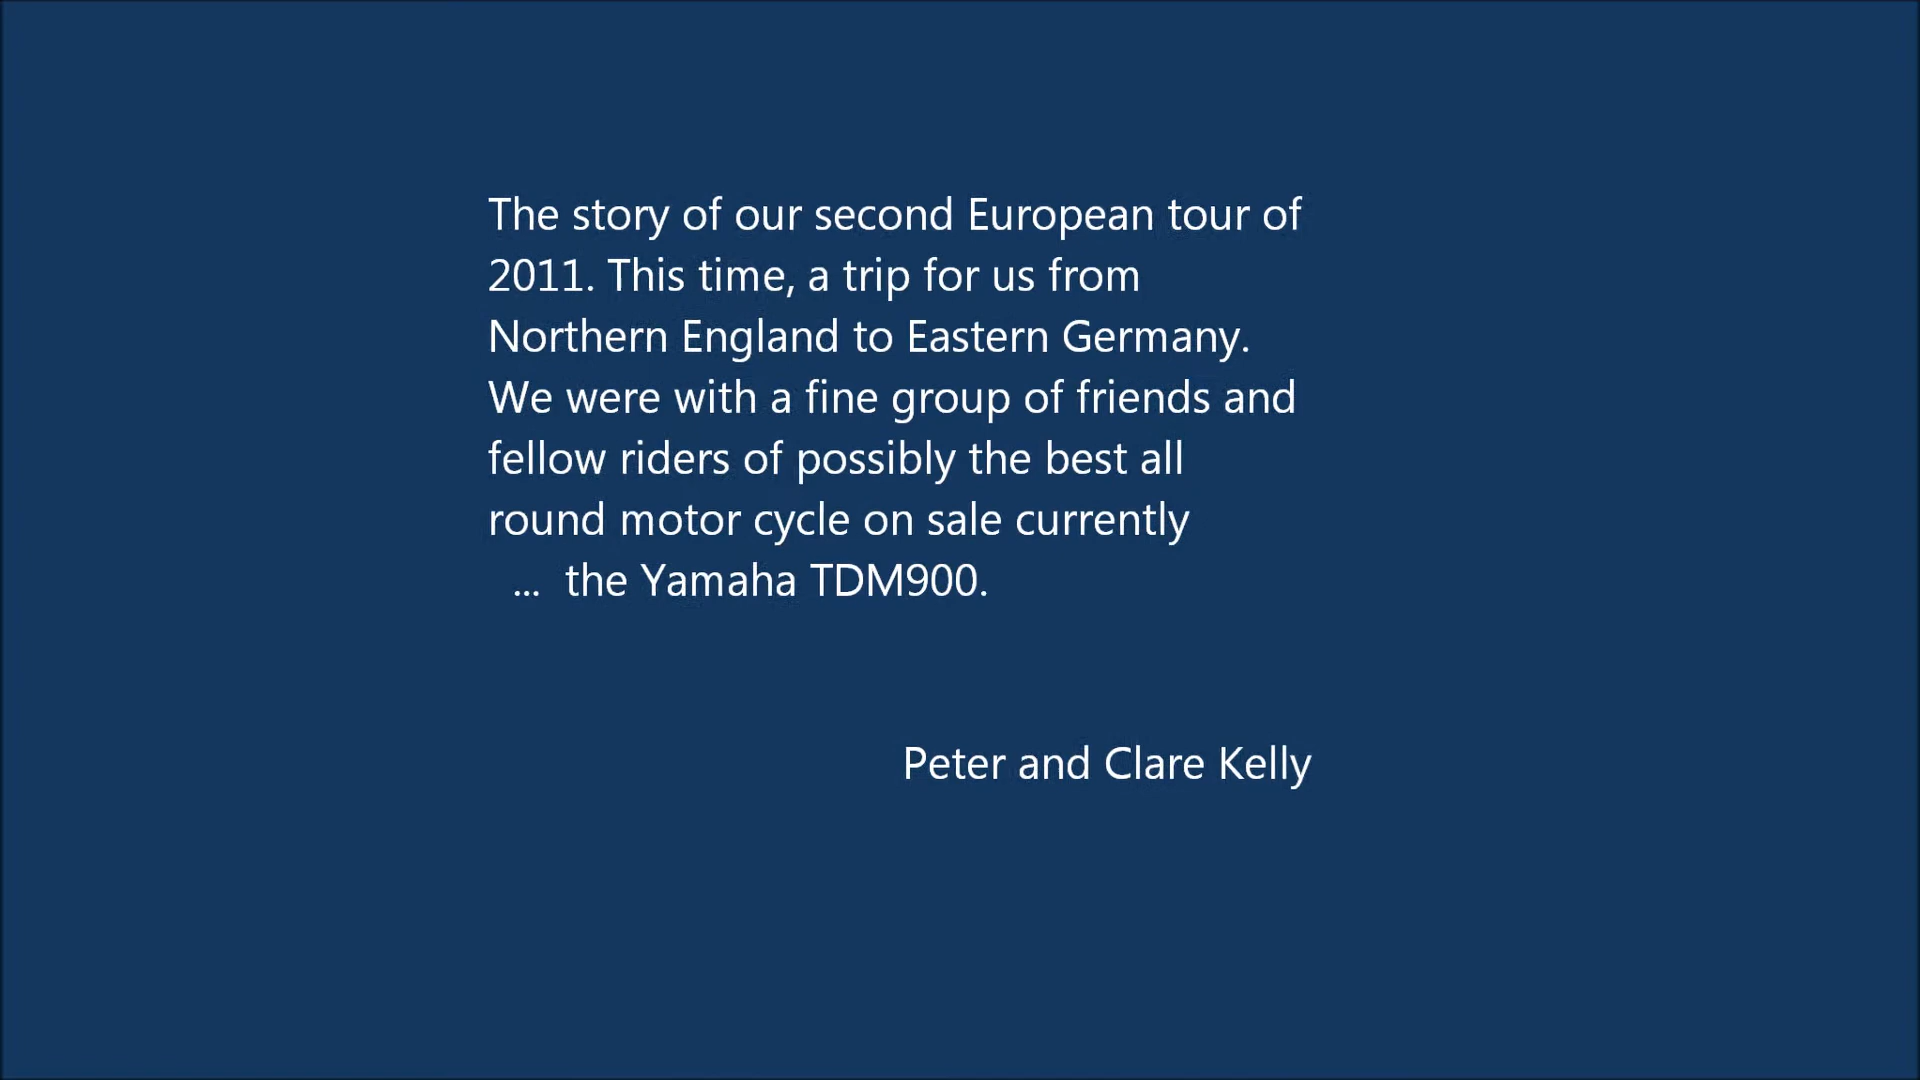 The story of our second European tour of
2011. This time, a trip for us from
Northern England to Eastern Germany.
We were with a fine group of friends and
fellow riders of possibly the best all
round motor cycle on sale currently
... the Yamaha TDM900.
Peter and Clare Kelly